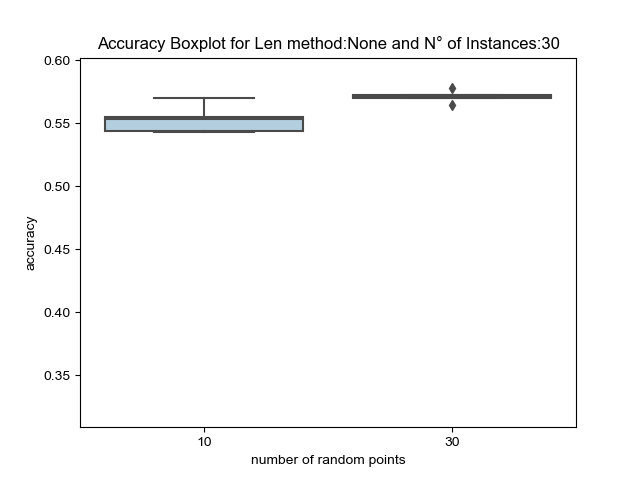 Accuracy Boxplot for Len method:None and N° of Instances:30
0.60
0.55
0.50
0.45
0.40
0.35
accuracy
10 30
number of random points